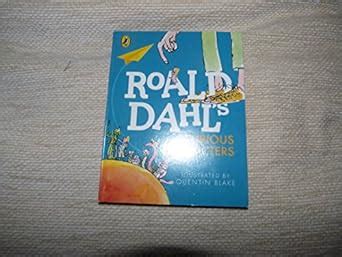 ROALD
DAHL'S
ILLUSTRATED BY
QUENTIN BLAKE